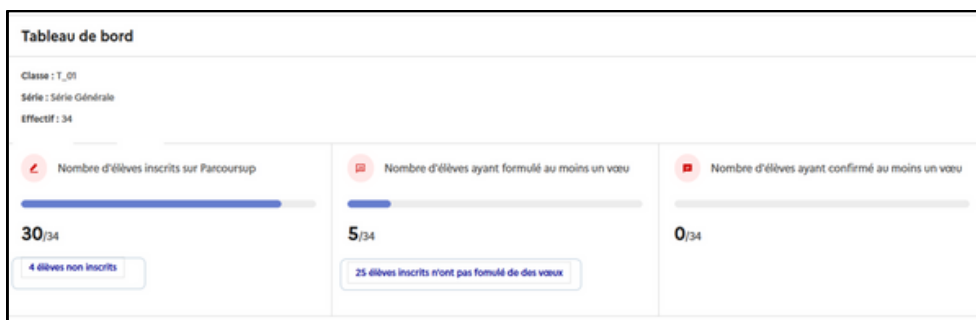 Tableau de bord
Classe : T_01
Série : Série Générale
Effectif : 34
Nombre d'élèves inscrits sur Parcoursup
30/34
4 élèves non inscrits
Nombre d'élèves ayant formulé au moins un vœu
5/34
25 élèves inscrits n'ont pas fomulé de des vœux
Nombre d'élèves ayant confirmé au moins un vœu
0/34